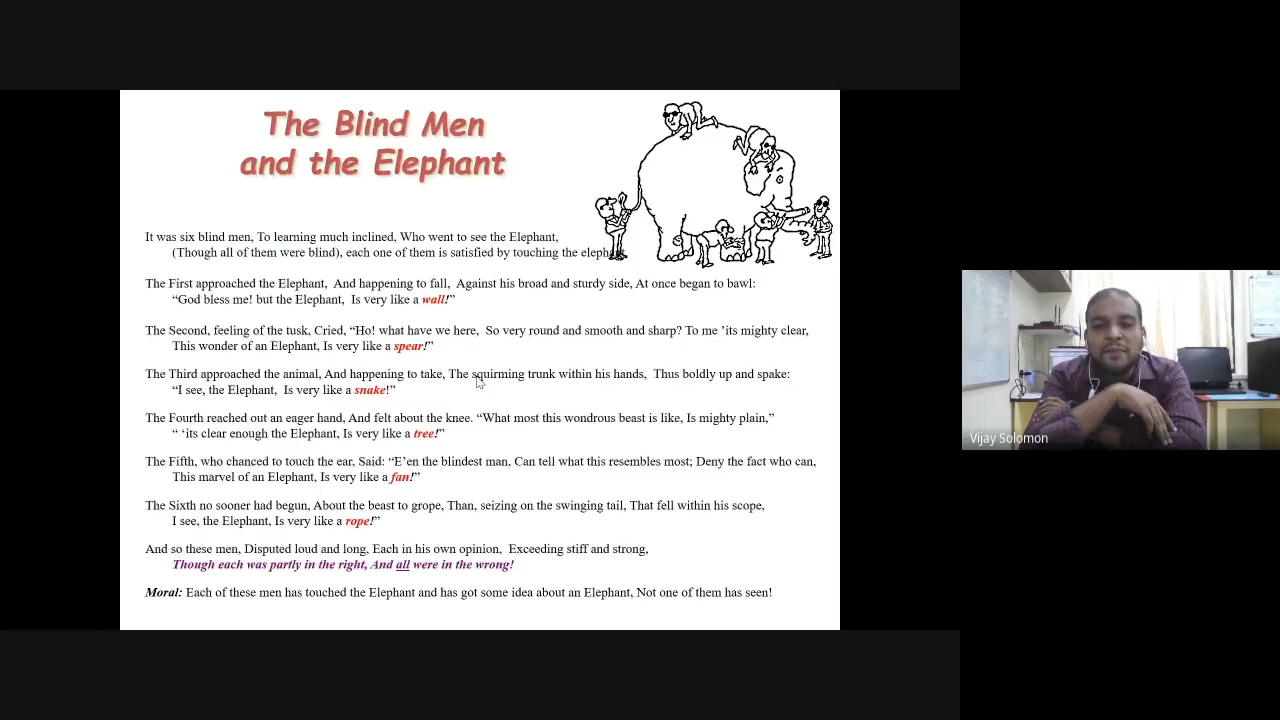 The Blind Men
and the Elephant
It was six blind men, To learning much inclined, Who went to see the Elephant,
(Though all of them were blind), each one of them is satisfied by touching the
The First approached the Elephant, And happening to fall, Against his broad and sturdy side, At once began to bawl:
“God bless me! but the Elephant, Is very like a wall!”
The Second, feeling of the tusk, Cried, “Ho! what have we here, So very round and smooth and sharp? To me ’its mighty clear,
This wonder of an Elephant, Is very like a spear!”
The Third approached the animal, And happening to take, The squirming trunk within his hands, Thus boldly up and spake:
“I see, the Elephant, Is very like a snake!”
The Fourth reached out an eager hand, And felt about the knee. “What most this wondrous beast is like, Is mighty plain,”
“ ‘its clear enough the Elephant, Is very like a tree!”
The Fifth, who chanced to touch the ear, Said: “E’en the blindest man, Can tell what this resembles most; Deny the fact who can,
This marvel of an Elephant, Is very like a fan!”
The Sixth no sooner had begun, About the beast to grope, Than, seizing on the swinging tail, That fell within his scope,
I see, the Elephant, Is very like a rope!”
And so these men, Disputed loud and long, Each in his own opinion, Exceeding stiff and strong,
Though each was partly in the right, And all were in the wrong!
Moral: Each of these men has touched the Elephant and has got some idea about an Elephant, Not one of them has seen!
Vijay Solomon